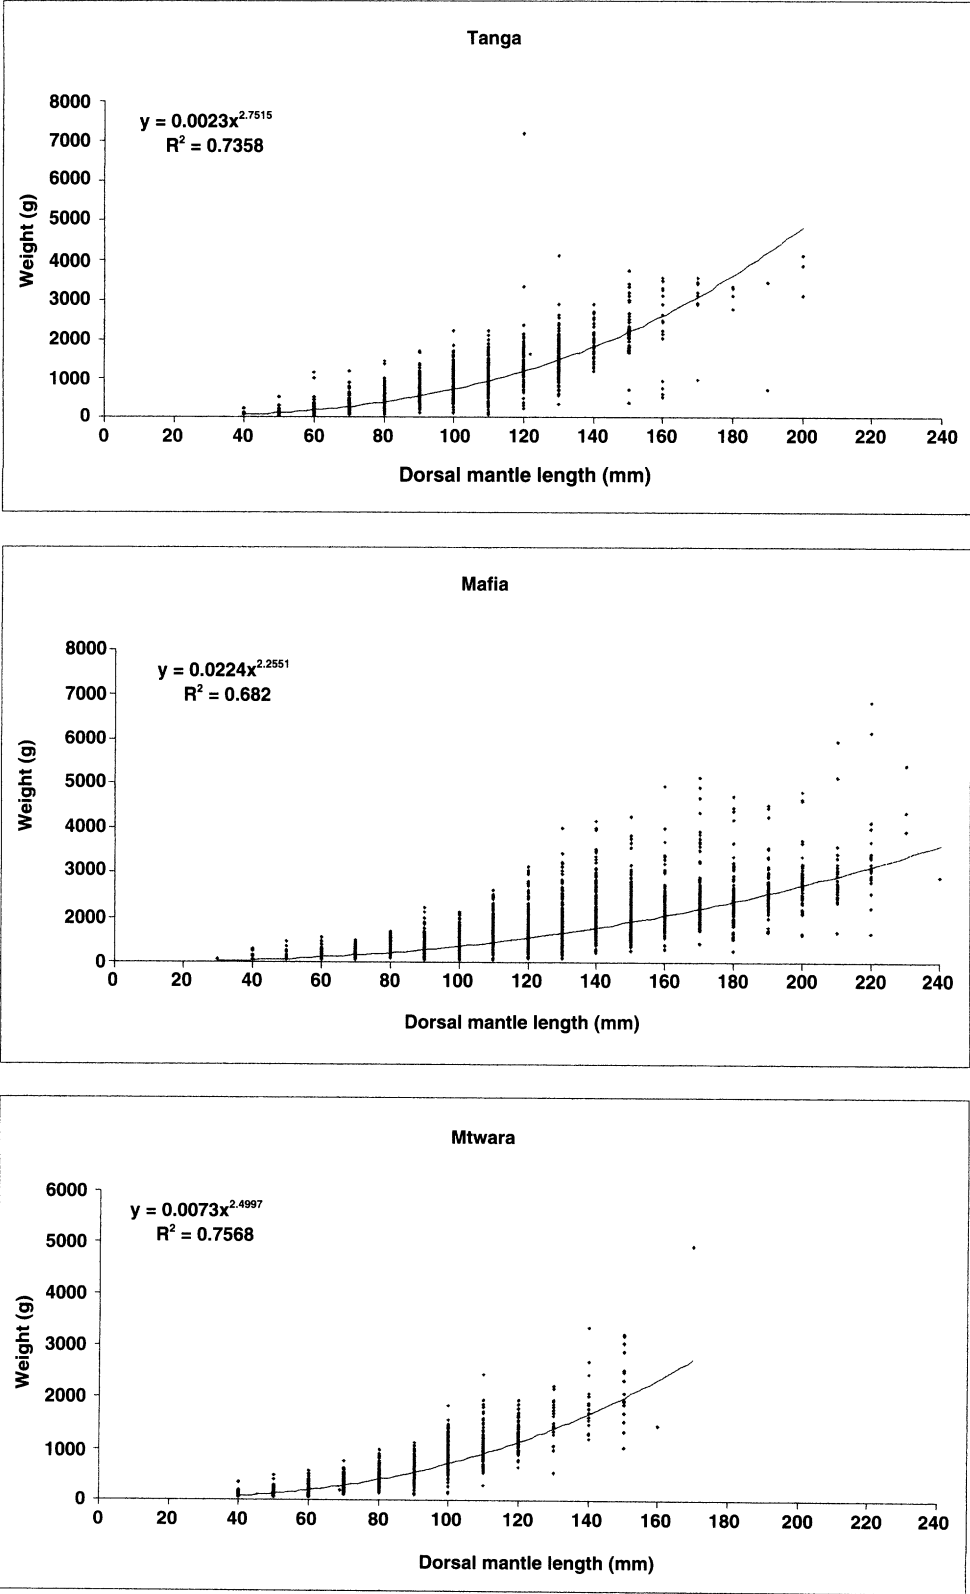 Tanga
y = 0.0023x^2.7515
R² = 0.7358
Weight (g)
8000
7000
6000
5000
4000
3000
2000
1000
0
0 20 40 60 80 100 120 140 160 180 200 220 240
Dorsal mantle length (mm)
Mafia
y = 0.0224x^2.2551
R² = 0.682
Weight (g)
8000
7000
6000
5000
4000
3000
2000
0
0 20 40 60 80 100 120 140 160 180 200 220 240
Dorsal mantle length (mm)
Mtwara
y = 0.0073x^2.4997
R² = 0.7568
Weight (g)
6000
5000
4000
3000
2000
1000
0
0 20 40 60 80 100 120 140 160 180 200 220 240
Dorsal mantle length (mm)